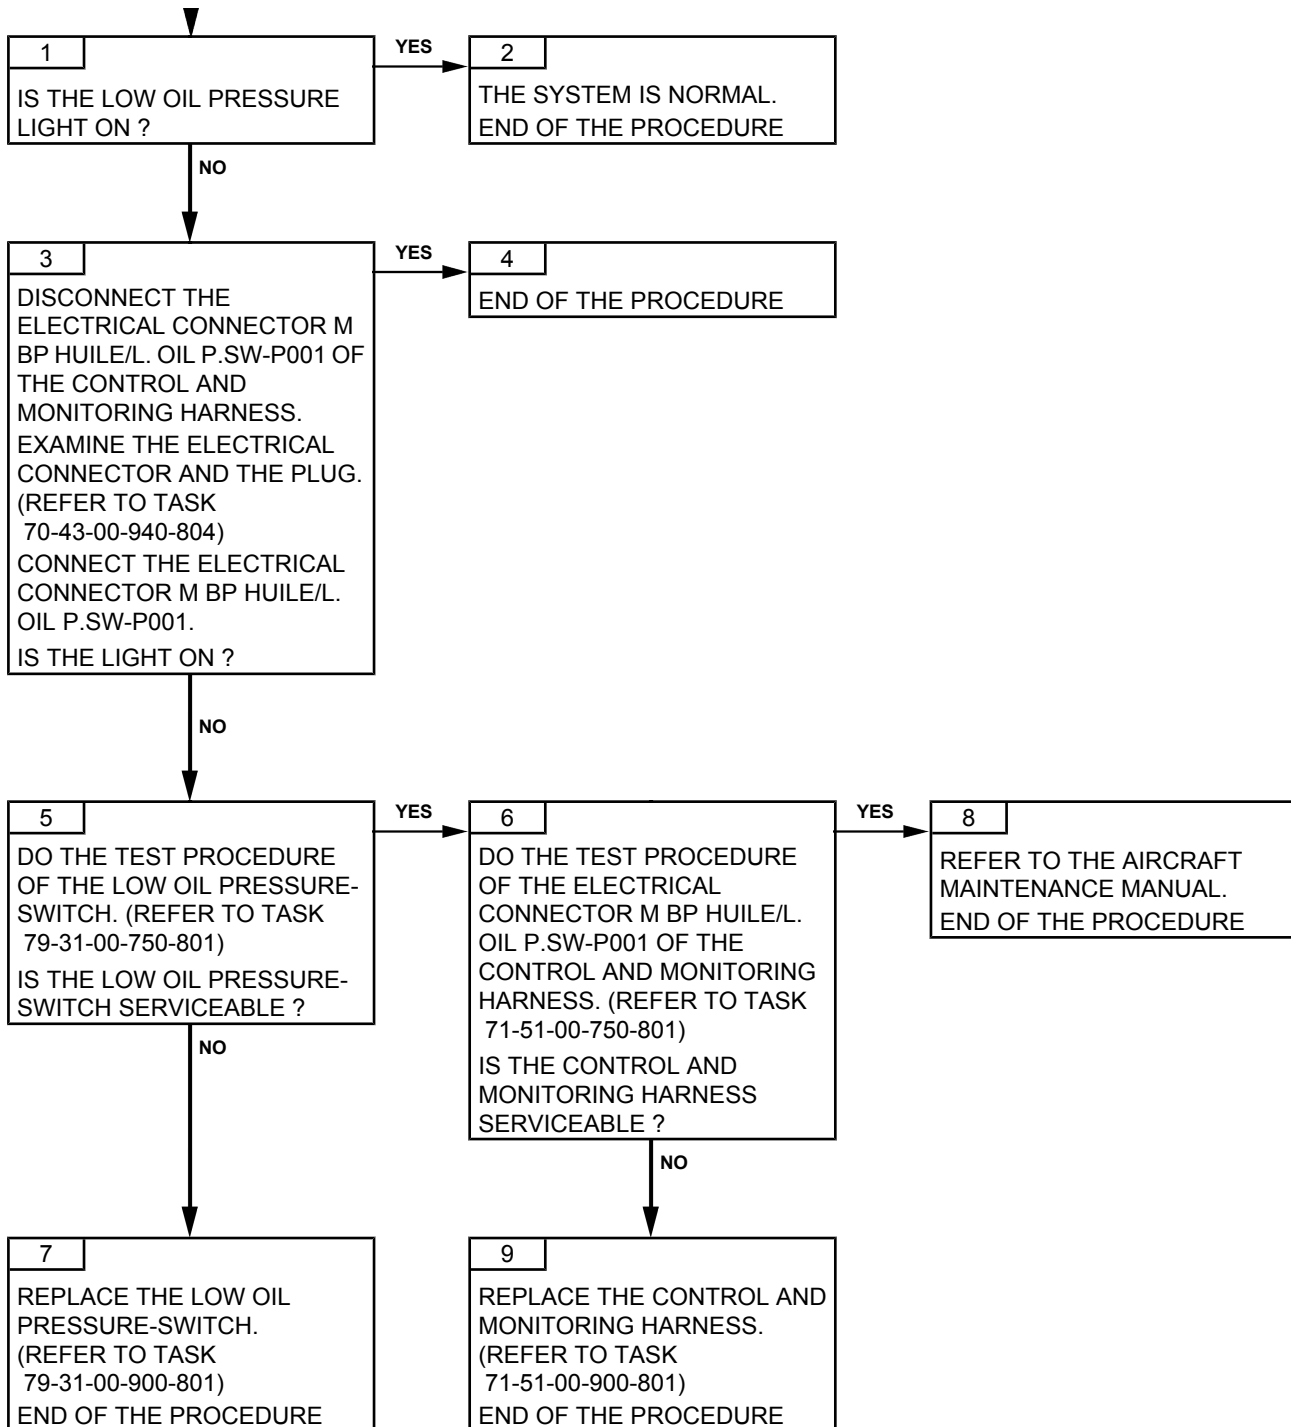 1
IS THE LOW OIL PRESSURE
LIGHT ON ?
YES
2
THE SYSTEM IS NORMAL.
END OF THE PROCEDURE
NO
3
DISCONNECT THE
ELECTRICAL CONNECTOR M
BP HUILE/L. OIL P.SW-P001 OF
THE CONTROL AND
MONITORING HARNESS.
EXAMINE THE ELECTRICAL
CONNECTOR AND THE PLUG.
(REFER TO TASK
70-43-00-940-804)
CONNECT THE ELECTRICAL
CONNECTOR M BP HUILE/L.
OIL P.SW-P001.
IS THE LIGHT ON ?
YES
4
END OF THE PROCEDURE
NO
5
DO THE TEST PROCEDURE
OF THE LOW OIL PRESSURE-
SWITCH. (REFER TO TASK
79-31-00-750-801)
IS THE LOW OIL PRESSURE-
SWITCH SERVICEABLE ?
YES
6
DO THE TEST PROCEDURE
OF THE ELECTRICAL
CONNECTOR M BP HUILE/L.
OIL P.SW-P001 OF THE
CONTROL AND MONITORING
HARNESS. (REFER TO TASK
71-51-00-750-801)
IS THE CONTROL AND
MONITORING HARNESS
SERVICEABLE ?
YES
8
REFER TO THE AIRCRAFT
MAINTENANCE MANUAL.
END OF THE PROCEDURE
NO
NO
7
REPLACE THE LOW OIL
PRESSURE-SWITCH.
(REFER TO TASK
79-31-00-900-801)
END OF THE PROCEDURE
9
REPLACE THE CONTROL AND
MONITORING HARNESS.
(REFER TO TASK
71-51-00-900-801)
END OF THE PROCEDURE